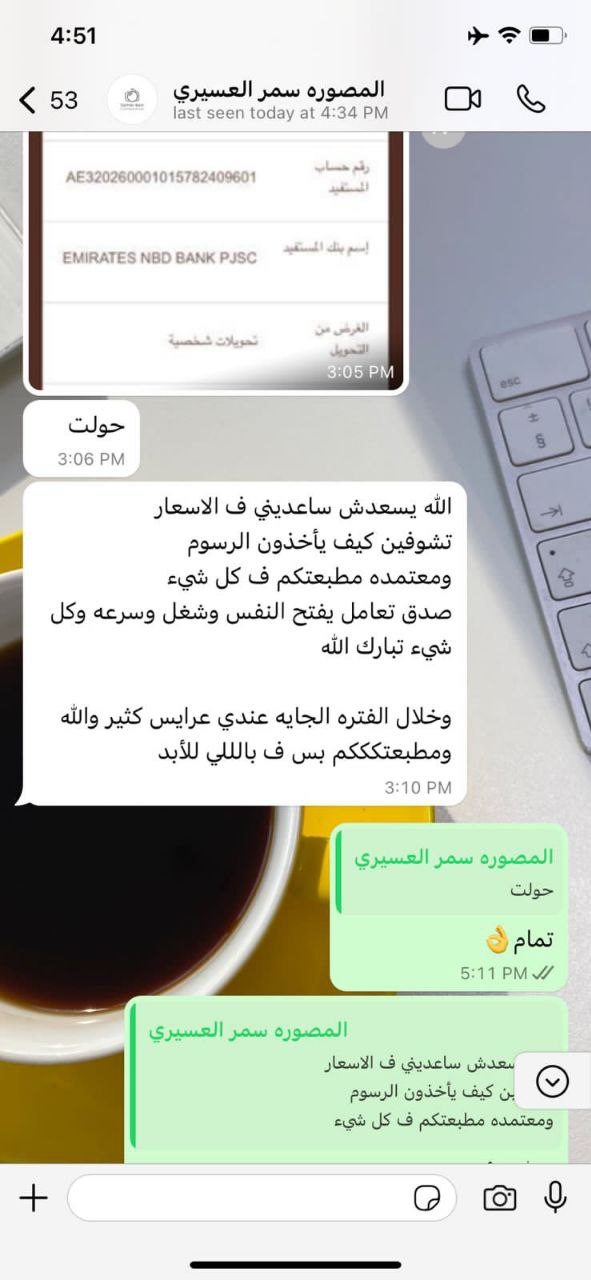 4:51
53
المصوره سمر العسيري
last seen today at 4:34 PM
رقم حساب
المستفيد
AE320260001015782409601
إسم بنك المستفيد
EMIRATES NBD BANK PJSC
الغرض من
التحويل
تحويلات شخصية
3:05 PM
حولت
3:06 PM
الله يسعدش ساعديني ف الاسعار
تشوفين كيف يأخذون الرسوم
ومعتمده مطبعتكم ف كل شيء
صدق تعامل يفتح النفس وشغل وسرعه وكل
شيء تبارك الله
وخلال الفتره الجايه عندي عرايس كثير والله
ومطبعتكككم بس ف باللي للأبد
3:10 PM
المصوره سمر العسيري
حولت
تمام👌
5:11 PM
المصوره سمر العسيري
سعدش ساعديني ف الاسعار
ين كيف يأخذون الرسوم
ومعتمده مطبعتكم ف كل شيء
esc
±
§